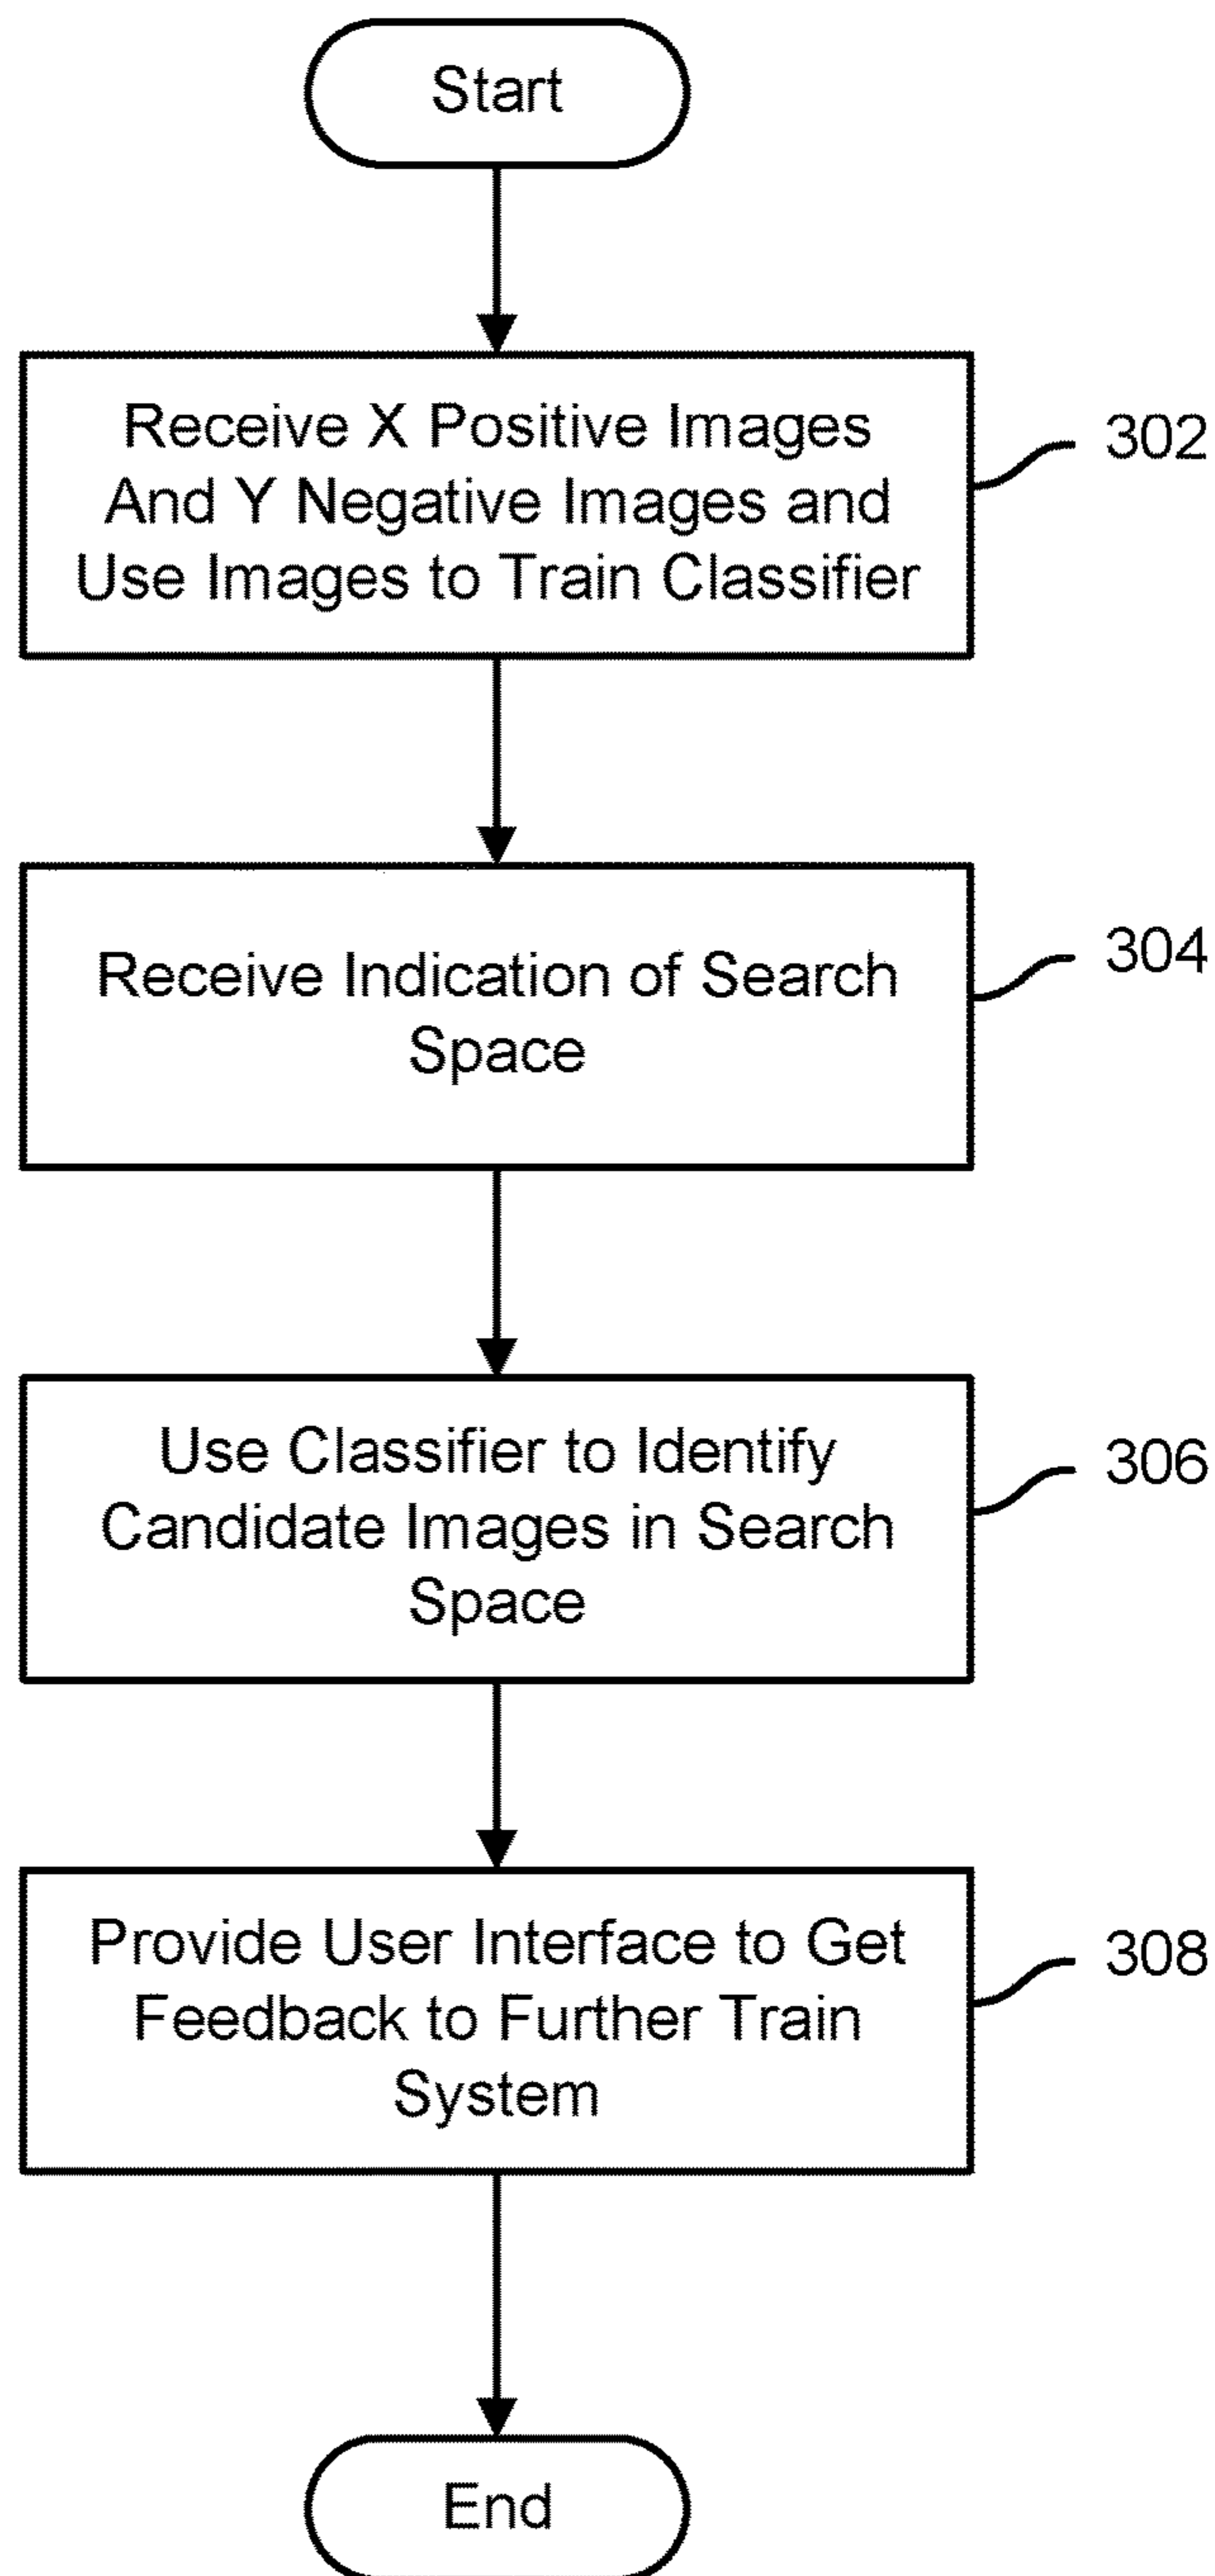 Start
Receive X Positive Images
And Y Negative Images and
Use Images to Train Classifier
302
Receive Indication of Search
Space
304
Use Classifier to Identify
Candidate Images in Search
Space
306
Provide User Interface to Get
Feedback to Further Train
System
308
End